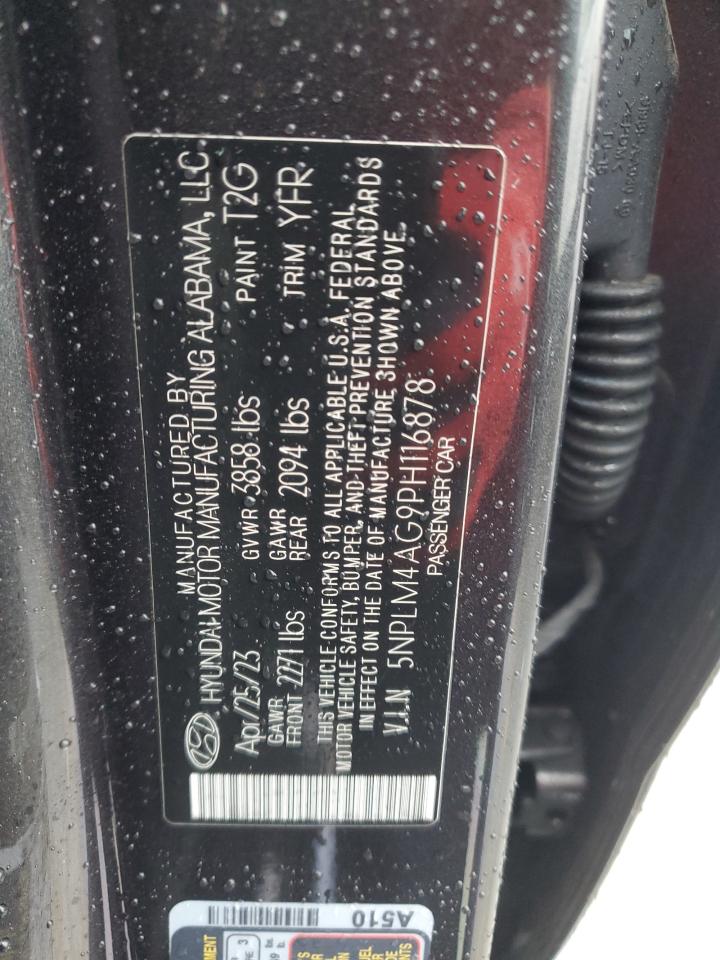 MANUFACTURED BY
HYUNDAI MOTOR MANUFACTURING ALABAMA, LLC
Apr/25/23 GVWR 3858 lbs PAINT T2G
GAWR FRONT 2271 lbs GAWR REAR 2094 lbs TRIM YFR
THIS VEHICLE CONFORMS TO ALL APPLICABLE U.S.A. FEDERAL
MOTOR VEHICLE SAFETY, BUMPER, AND THEFT PREVENTION STANDARDS
IN EFFECT ON THE DATE OF MANUFACTURE SHOWN ABOVE.
V.I.N 5NPLM4AG9PH116878
PASSENGER CAR
A510